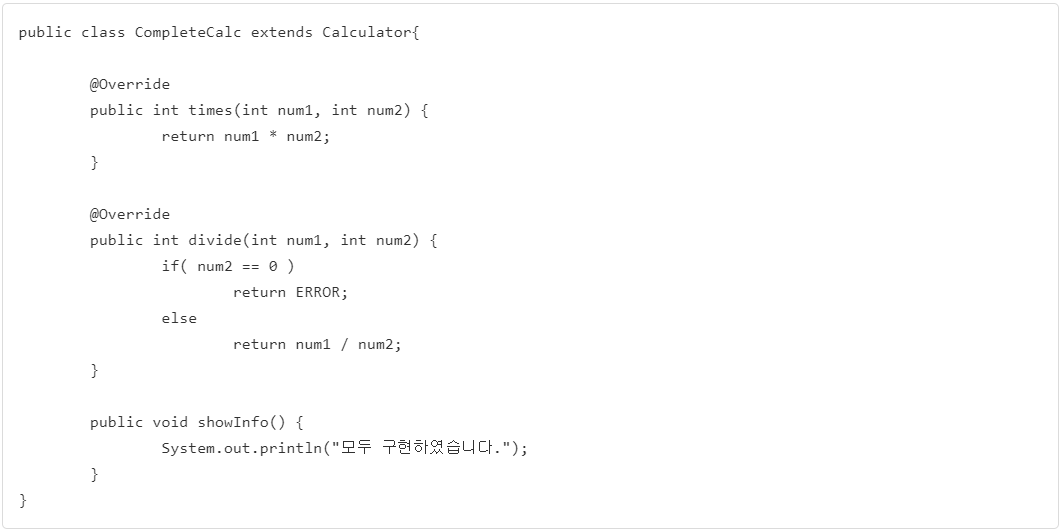 public class CompleteCalc extends Calculator{
@Override
public int times(int num1, int num2) {
return num1 * num2;
}
@Override
public int divide(int num1, int num2) {
if( num2 == 0 )
return ERROR;
else
return num1 / num2;
}
public void showInfo() {
System.out.println("모두 구현하였습니다.");
}
}